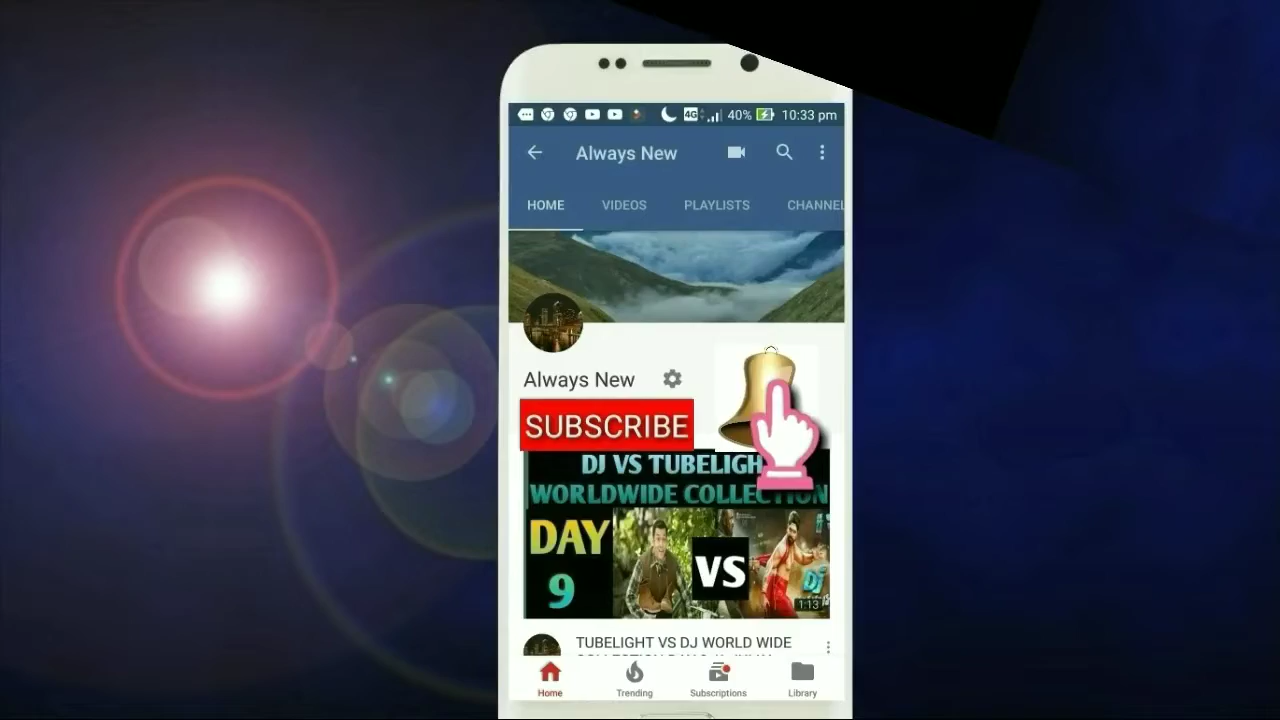 4G 40% 10:33 pm
Always New
HOME VIDEOS PLAYLISTS CHANNEL
Always New
SUBSCRIBE
DJ VS TUBELIGH
WORLDWIDE COLLECTION
DAY
9
VS
Dj
1:13
TUBELIGHT VS DJ WORLD WIDE
Home Trending Subscriptions Library